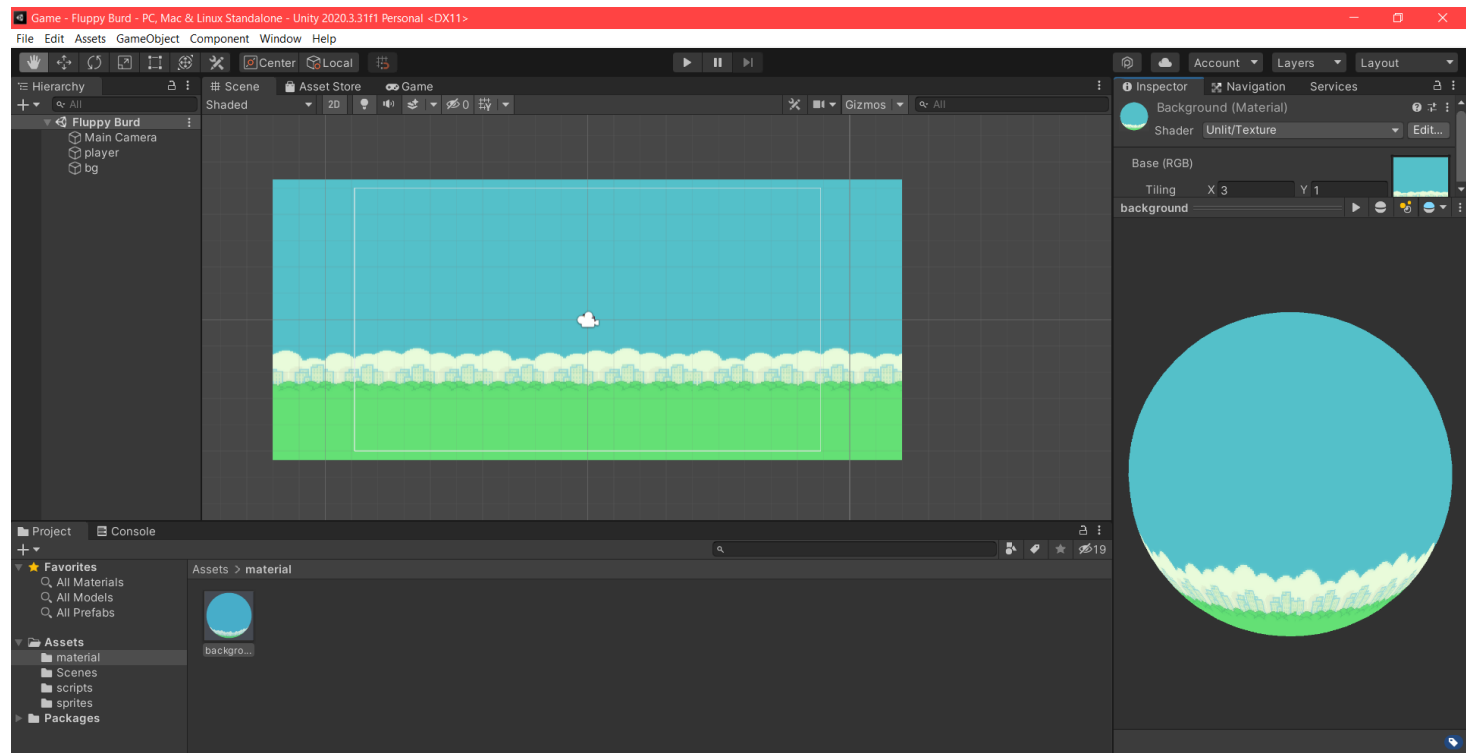 Game - Fluppy Burd - PC, Mac & Linux Standalone - Unity 2020.3.31f1 Personal <DX11>
File Edit Assets GameObject Component Window Help
Center Local Account Layers Layout
Hierarchy # Scene Asset Store Game Inspector Navigation Services
All Shaded 2D 0 Gizmos All Background (Material)
Fluppy Burd
Main Camera
player
bg
Shader Unlit/Texture Edit...
Base (RGB)
Tiling X 3 Y 1
background
Project Console
19
Favorites
All Materials
All Models
All Prefabs
Assets
material
Scenes
scripts
sprites
Packages
Assets > material
backgro...